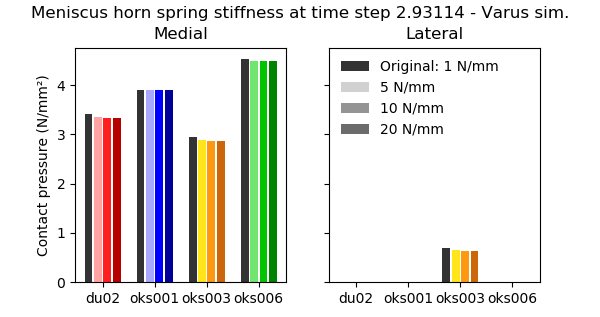 Meniscus horn spring stiffness at time step 2.93114 - Varus sim.
Medial
Lateral
Contact pressure (N/mm²)
4
3
2
1
0
Original: 1 N/mm
5 N/mm
10 N/mm
20 N/mm
du02 oks001 oks003 oks006
du02 oks001 oks003 oks006